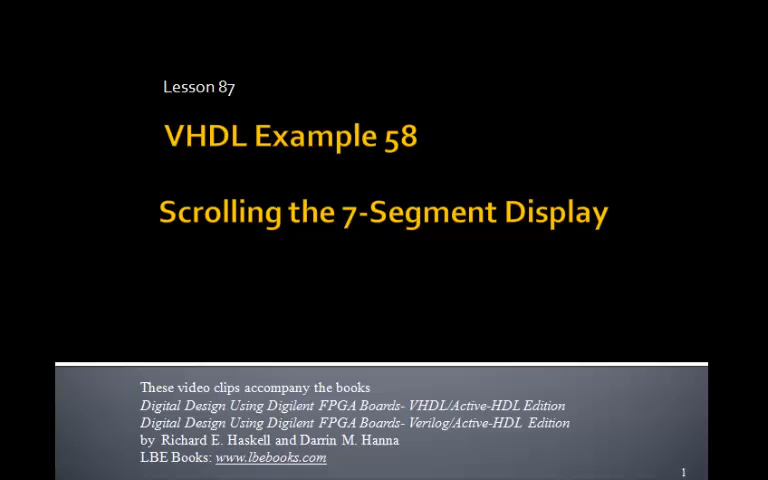 Lesson 87
VHDL Example 58
Scrolling the 7-Segment Display
These video clips accompany the books
Digital Design Using Digilent FPGA Boards- VHDL/Active-HDL Edition
Digital Design Using Digilent FPGA Boards- Verilog/Active-HDL Edition
by Richard E. Haskell and Darrin M. Hanna
LBE Books: www.lbebooks.com
1